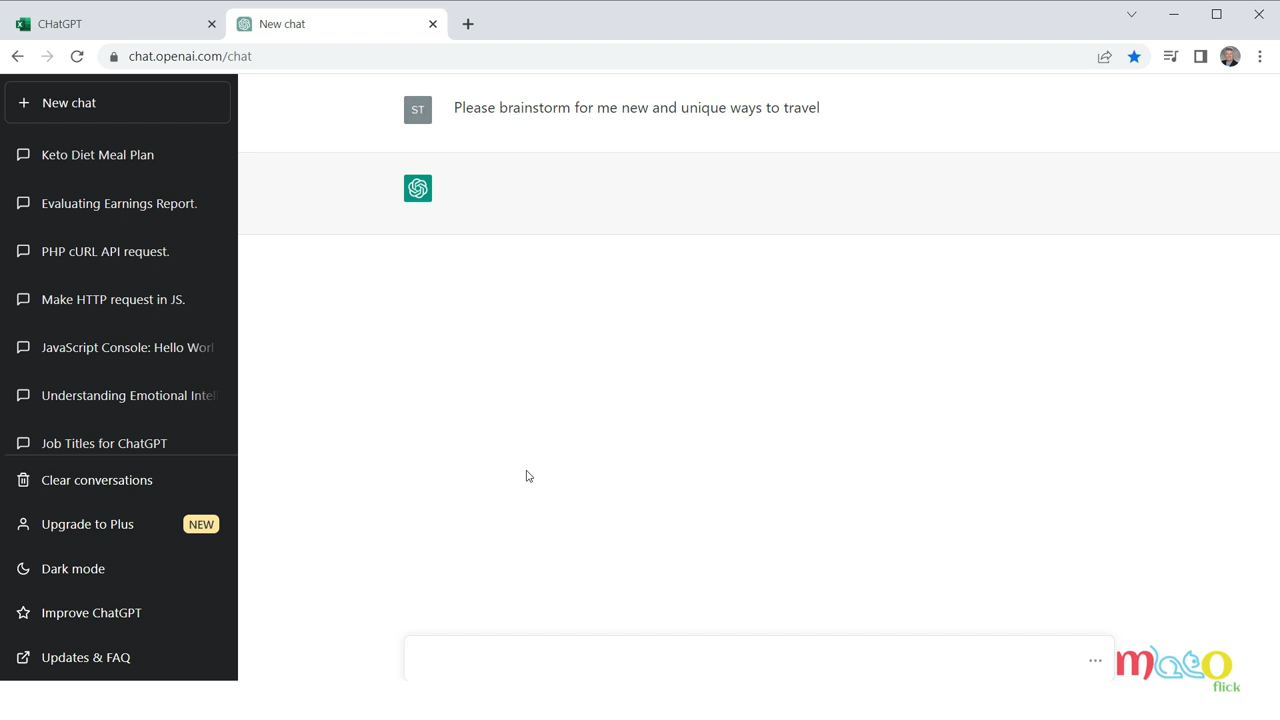 CHatGPT
New chat
chat.openai.com/chat
New chat
Keto Diet Meal Plan
Evaluating Earnings Report.
PHP cURL API request.
Make HTTP request in JS.
JavaScript Console: Hello Worl
Understanding Emotional Intel
Job Titles for ChatGPT
Clear conversations
Upgrade to Plus NEW
Dark mode
Improve ChatGPT
Updates & FAQ
ST Please brainstorm for me new and unique ways to travel
flick